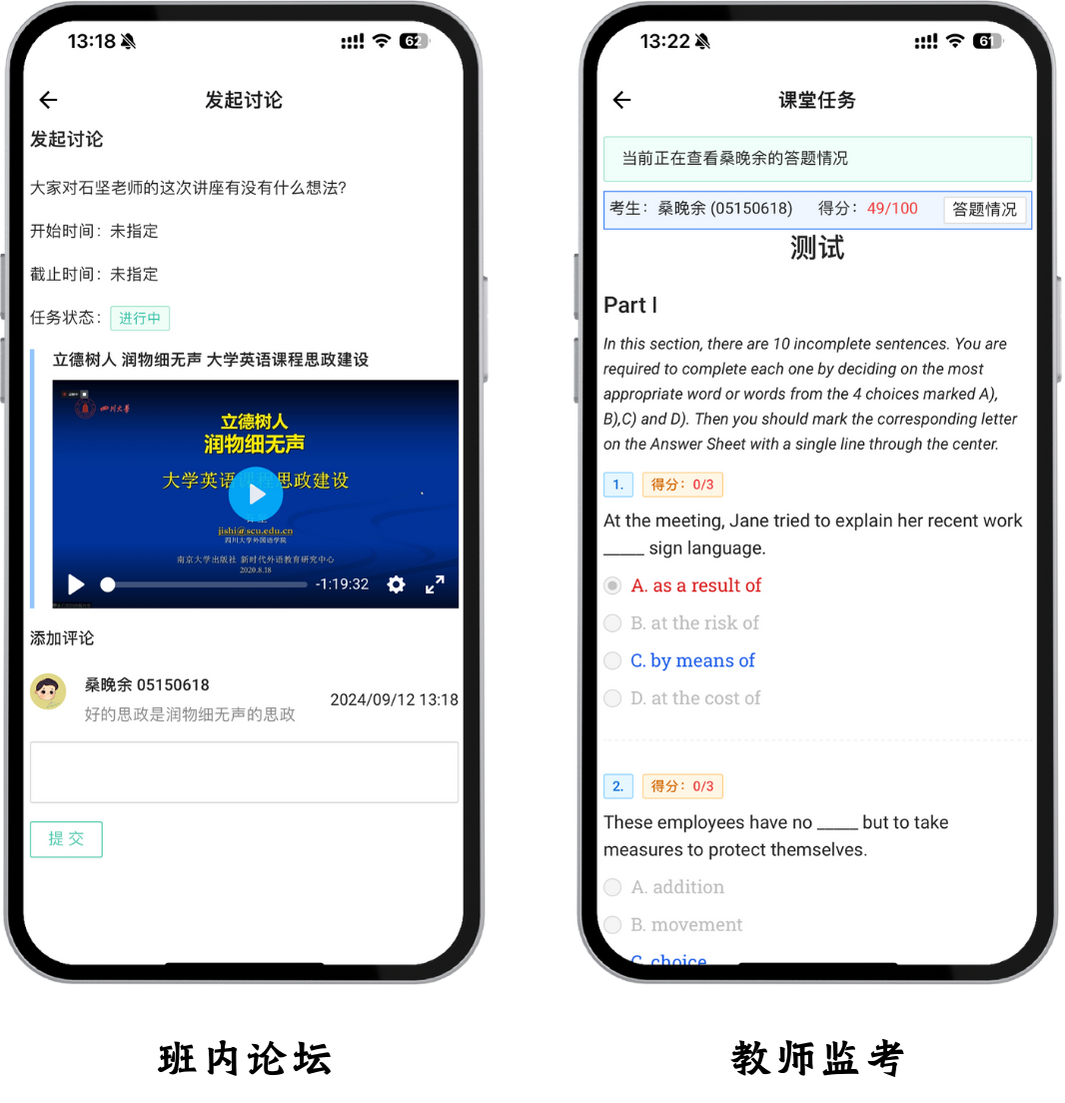 13:18
62
发起讨论
发起讨论
大家对石坚老师的这次讲座有没有什么想法?
开始时间：未指定
截止时间：未指定
任务状态： 进行中
立德树人 润物细无声 大学英语课程思政建设
四川大学
立德树人
润物细无声
大学英语课程思政建设
jishi@scu.edu.cn
四川大学外国语学院
南京大学出版社 新时代外语教育研究中心
2020.8.18
-1:19:32
添加评论
桑晚余 05150618
2024/09/12 13:18
好的思政是润物细无声的思政
提 交
班内论坛
13:22
61
课堂任务
当前正在查看桑晚余的答题情况
考生：桑晚余 (05150618) 得分：49/100 答题情况
测试
Part I
In this section, there are 10 incomplete sentences. You are
required to complete each one by deciding on the most
appropriate word or words from the 4 choices marked A),
B),C) and D). Then you should mark the corresponding letter
on the Answer Sheet with a single line through the center.
1. 得分：0/3
At the meeting, Jane tried to explain her recent work
_____ sign language.
A. as a result of
B. at the risk of
C. by means of
D. at the cost of
2. 得分：0/3
These employees have no _____ but to take
measures to protect themselves.
A. addition
B. movement
C. choice
教师监考